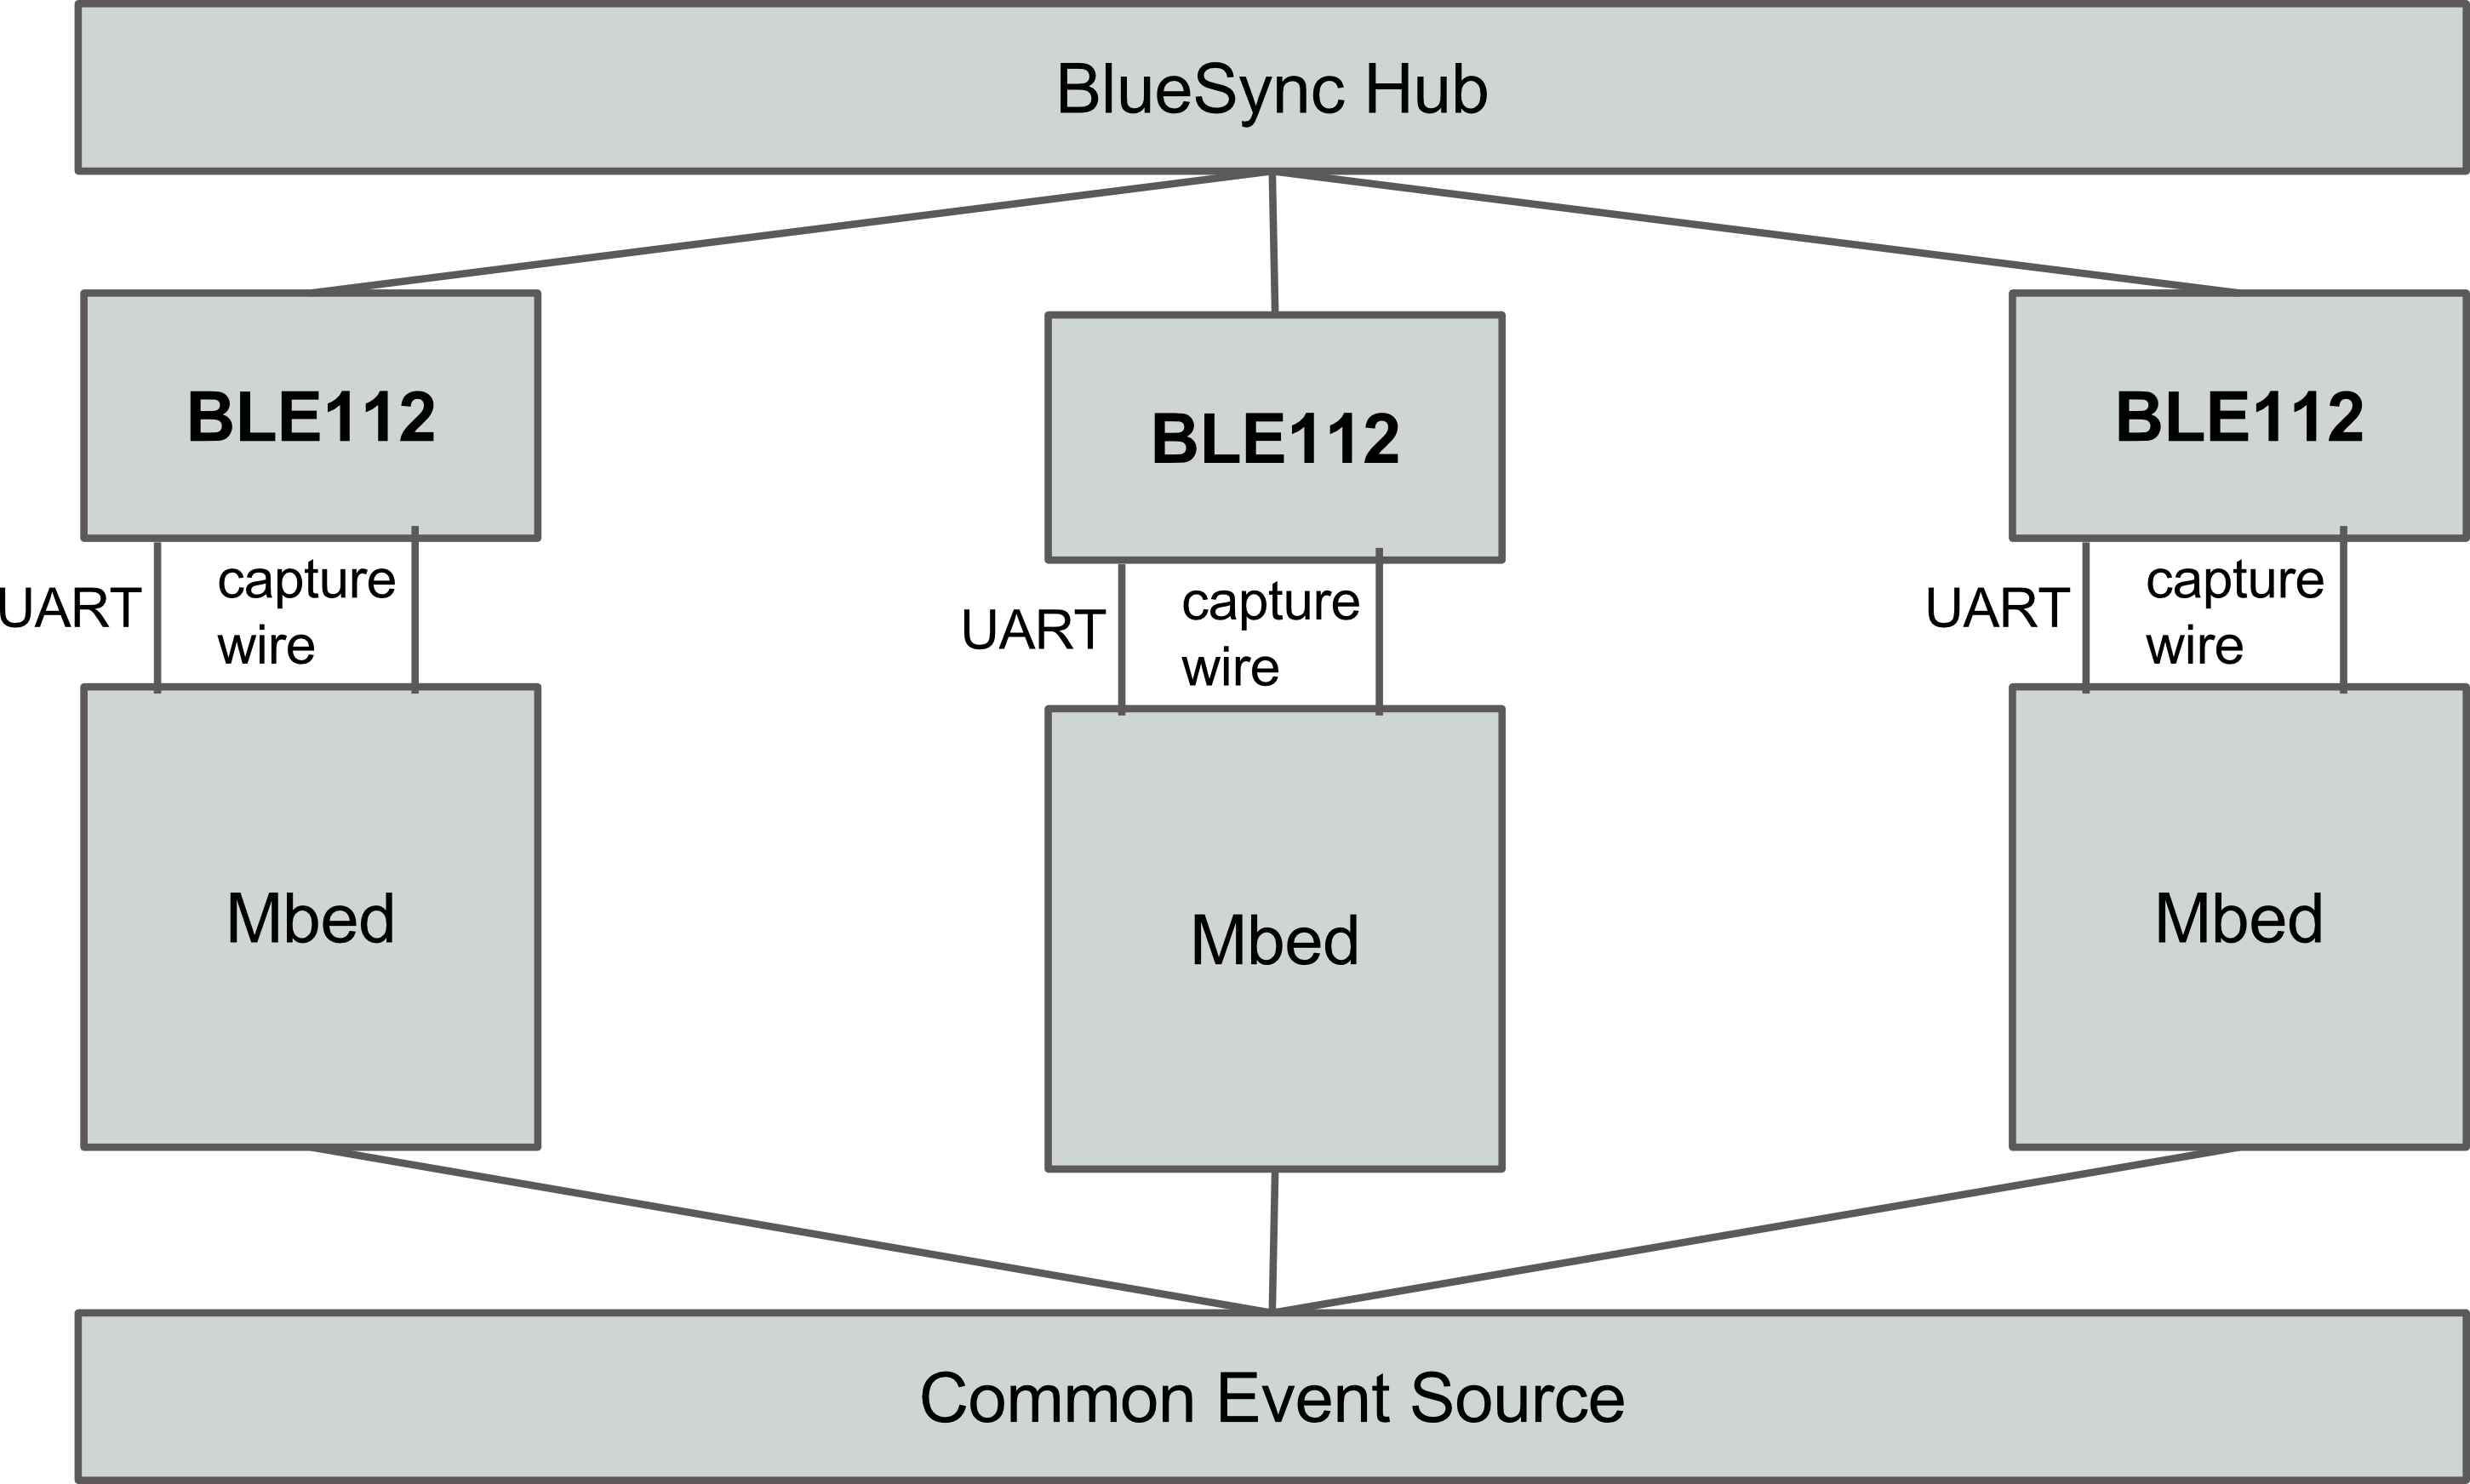 BlueSync Hub
BLE112
BLE112
BLE112
UART
capture
wire
UART
capture
wire
UART
capture
wire
Mbed
Mbed
Mbed
Common Event Source